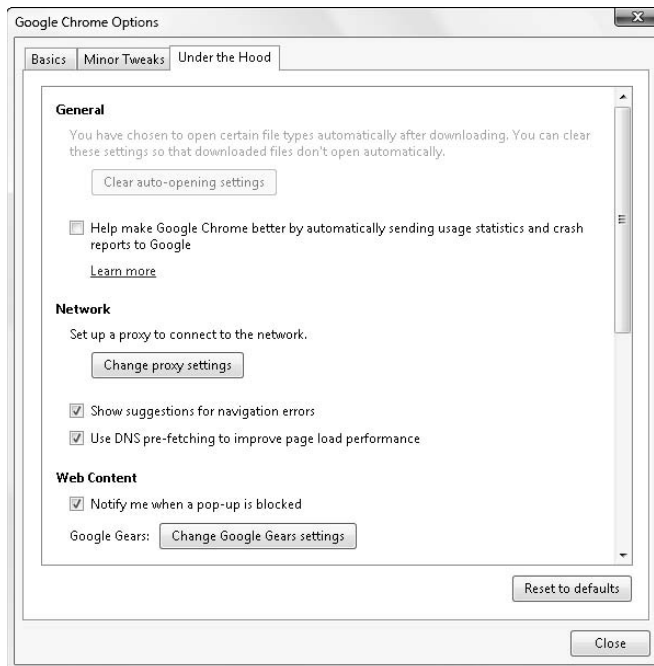 Google Chrome Options
Basics
Minor Tweaks
Under the Hood
General
You have chosen to open certain file types automatically after downloading. You can clear
these settings so that downloaded files don't open automatically.
Clear auto-opening settings
Help make Google Chrome better by automatically sending usage statistics and crash
reports to Google
Learn more
Network
Set up a proxy to connect to the network.
Change proxy settings
Show suggestions for navigation errors
Use DNS pre-fetching to improve page load performance
Web Content
Notify me when a pop-up is blocked
Google Gears: Change Google Gears settings
Reset to defaults
Close